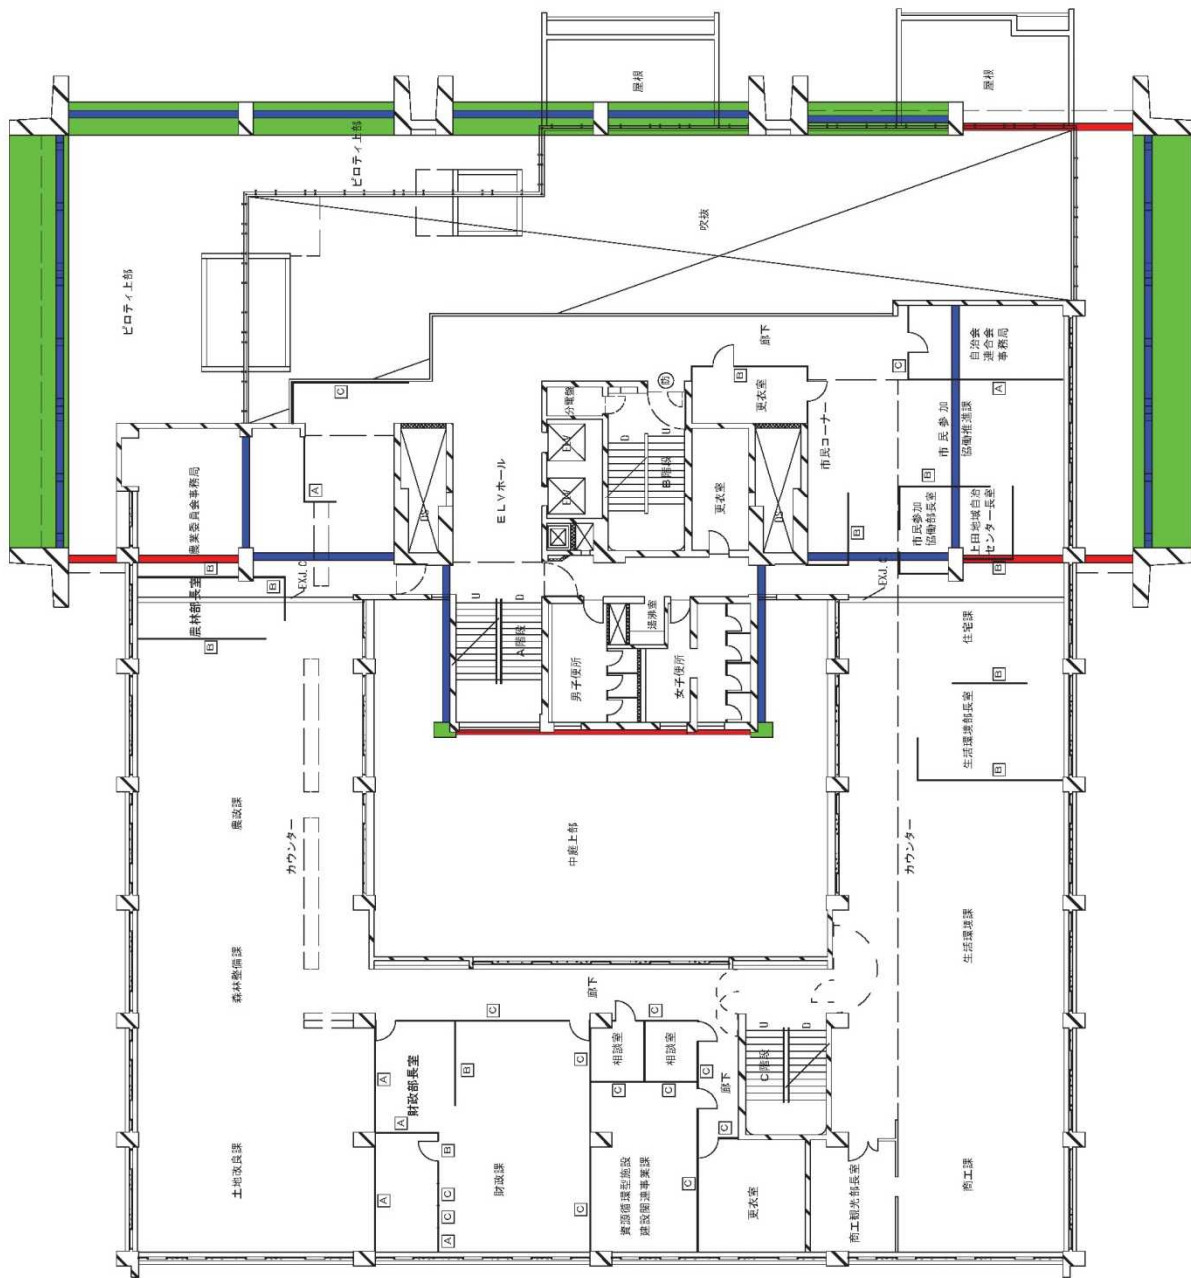 ピロティ上部
農林部長室
B
B
農業委員会事務局
土地改良課
森林整備課
農政課
B
カウンター
EXJ. C
A
C
ピロティ上部
A
A
A
財政部長室
DS
A
C
C
B
B
財政課
C
廊下
A階段
U
D
ELVホール
ELV
ELV
分電盤
中庭上部
C
C
男子便所
湯沸室
女子便所
B階段
D
U
防
資源循環型施設
建設関連事業課
C
C
C
相談室
相談室
C
屋根
吹抜
更衣室
更衣室
B
廊下
C
C
C
廊下
更衣室
C階段
U
D
DS
市民コーナー
B
商工観光部長室
カウンター
EXJ. C
C
B
市民参加
協働部長室
市民参加
協働推進課
自治会
連合会
事務局
A
上田地域自治
センター長室
B
商工課
生活環境課
生活環境部長室
B
B
住宅課
屋根